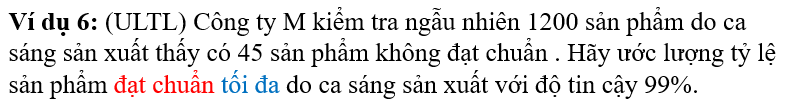 Ví dụ 6: (ULTL) Công ty M kiểm tra ngẫu nhiên 1200 sản phẩm do ca
sáng sản xuất thấy có 45 sản phẩm không đạt chuẩn . Hãy ước lượng tỷ lệ
sản phẩm đạt chuẩn tối đa do ca sáng sản xuất với độ tin cậy 99%.